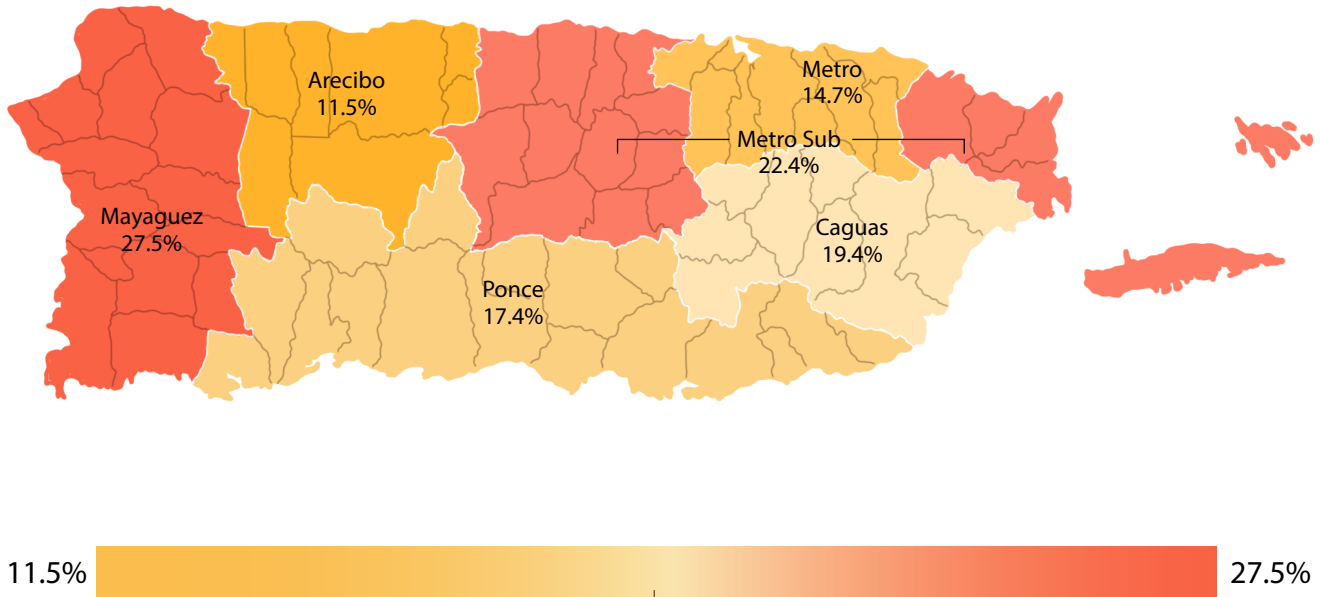 Arecibo
11.5%
Metro
14.7%
Metro Sub
22.4%
Mayaguez
27.5%
Caguas
19.4%
Ponce
17.4%
11.5%
27.5%